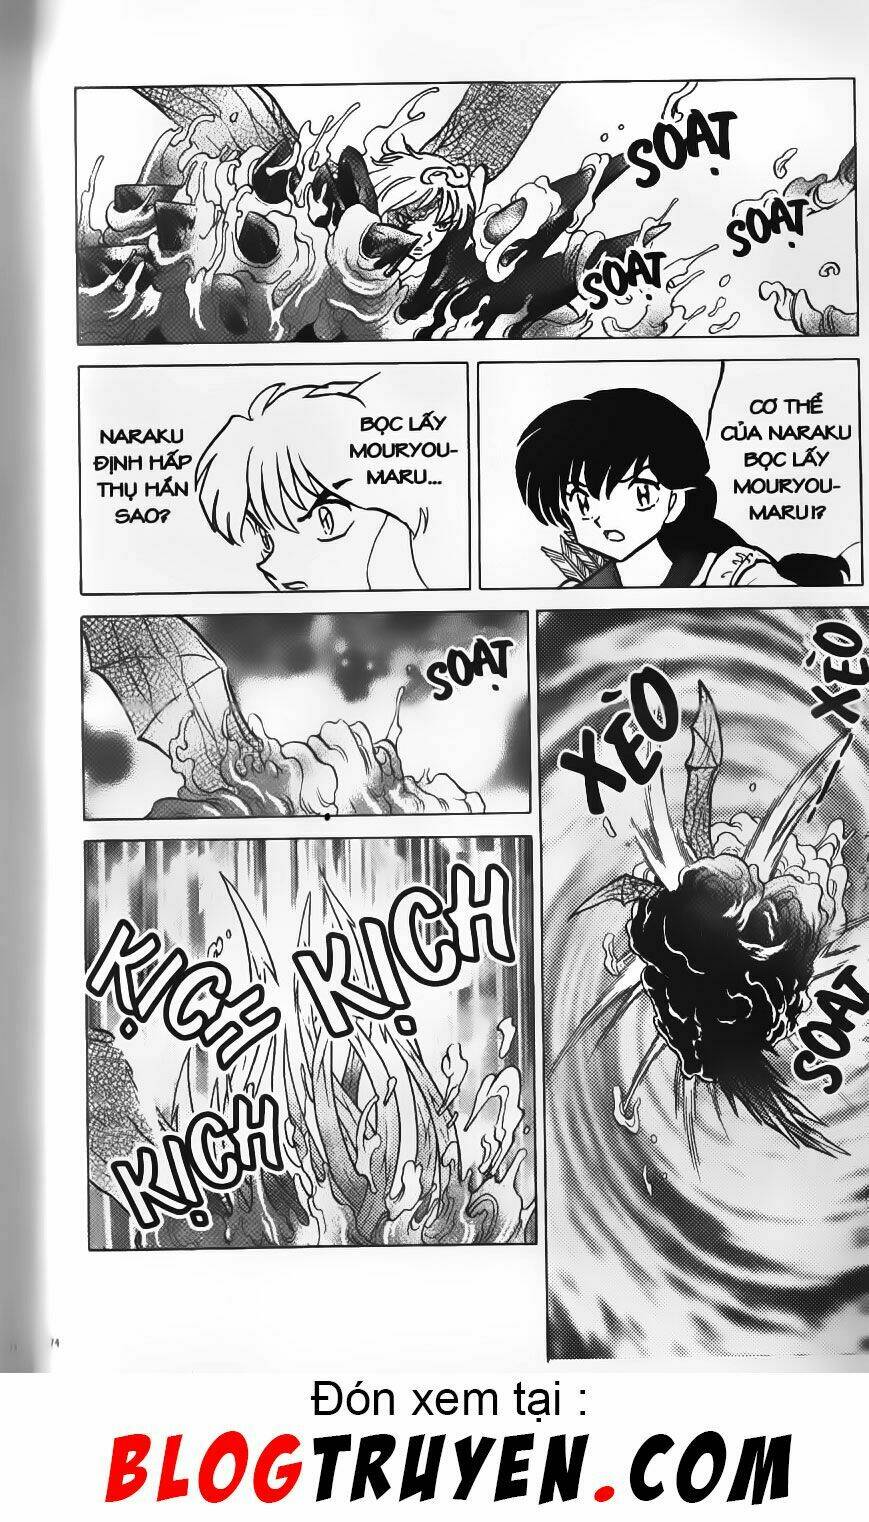 SOẠT
SOẠT
SOẠT
CƠ THỂ
CỦA NARAKU
BỌC LẤY
MOURYOU-
MARU!?
BỌC LẤY
MOURYOU-
MARU...
NARAKU
ĐỊNH HẤP
THỤ HẮN
SAO?
XÈO
XÈO
SOẠT
SOẠT
KỊCH
KỊCH
KỊCH
14
Đón xem tại :
BLOGTRUYEN.COM